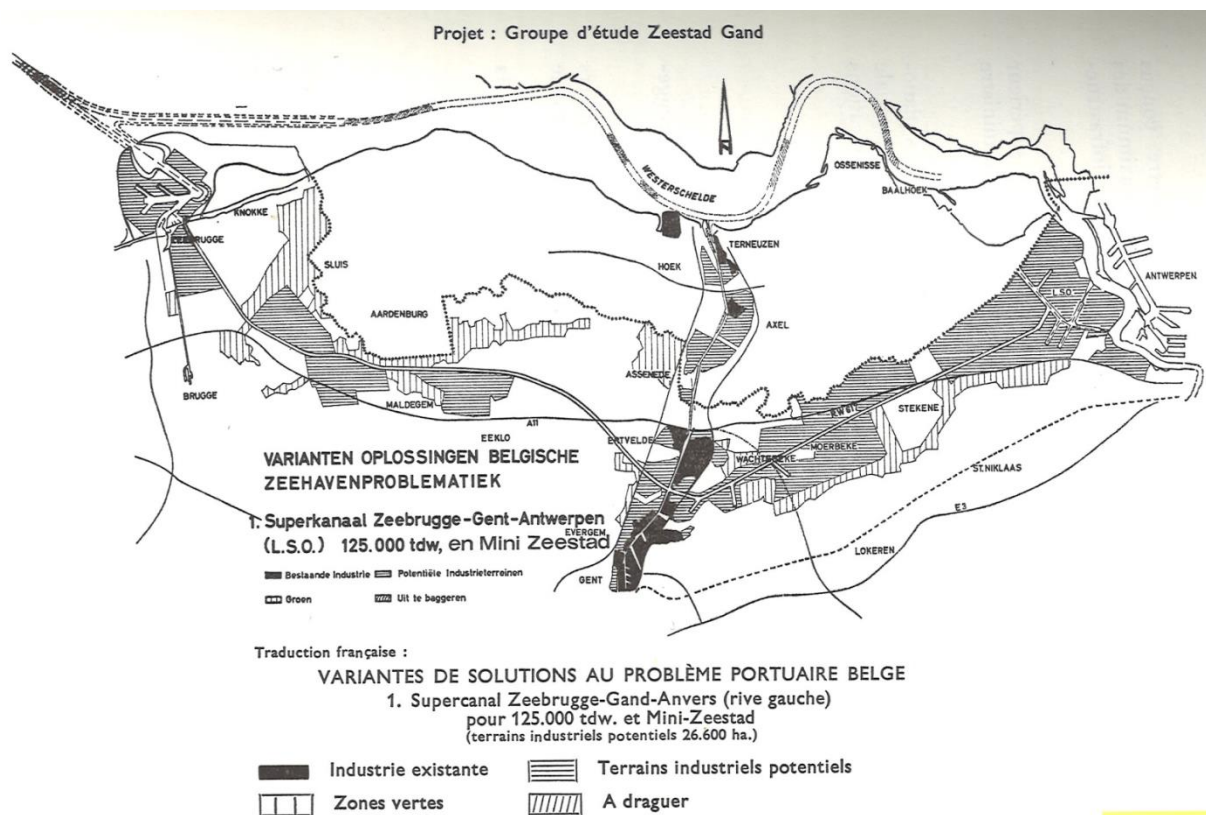 Projet : Groupe d'étude Zeestad Gand
WESTERSCHELDE
OSSENISSE
BAALHOEK
KNOKKE
ZEEBRUGGE
SLUIS
HOEK
TERNEUZEN
ANTWERPEN
L.S.O.
AARDENBURG
AXEL
ASSENEDE
BRUGGE
MALDEGEM
STEKENE
RW 61
A11
EEKLO
ERTVELDE
MOERBEKE
WACHTEBEKE
ST.NIKLAAS
E3
VARIANTEN OPLOSSINGEN BELGISCHE
ZEEHAVENPROBLEMATIEK
1. Superkanaal Zeebrugge-Gent-Antwerpen
(L.S.O.) 125.000 tdw, en Mini Zeestad
EVERGEM
LOKEREN
GENT
Bestaande Industrie Potentiële Industrieterreinen
Groen Uit te baggeren
Traduction française :
VARIANTES DE SOLUTIONS AU PROBLÈME PORTUAIRE BELGE
1. Supercanal Zeebrugge-Gand-Anvers (rive gauche)
pour 125.000 tdw. et Mini-Zeestad
(terrains industriels potentiels 26.600 ha.)
Industrie existante Terrains industriels potentiels
Zones vertes A draguer